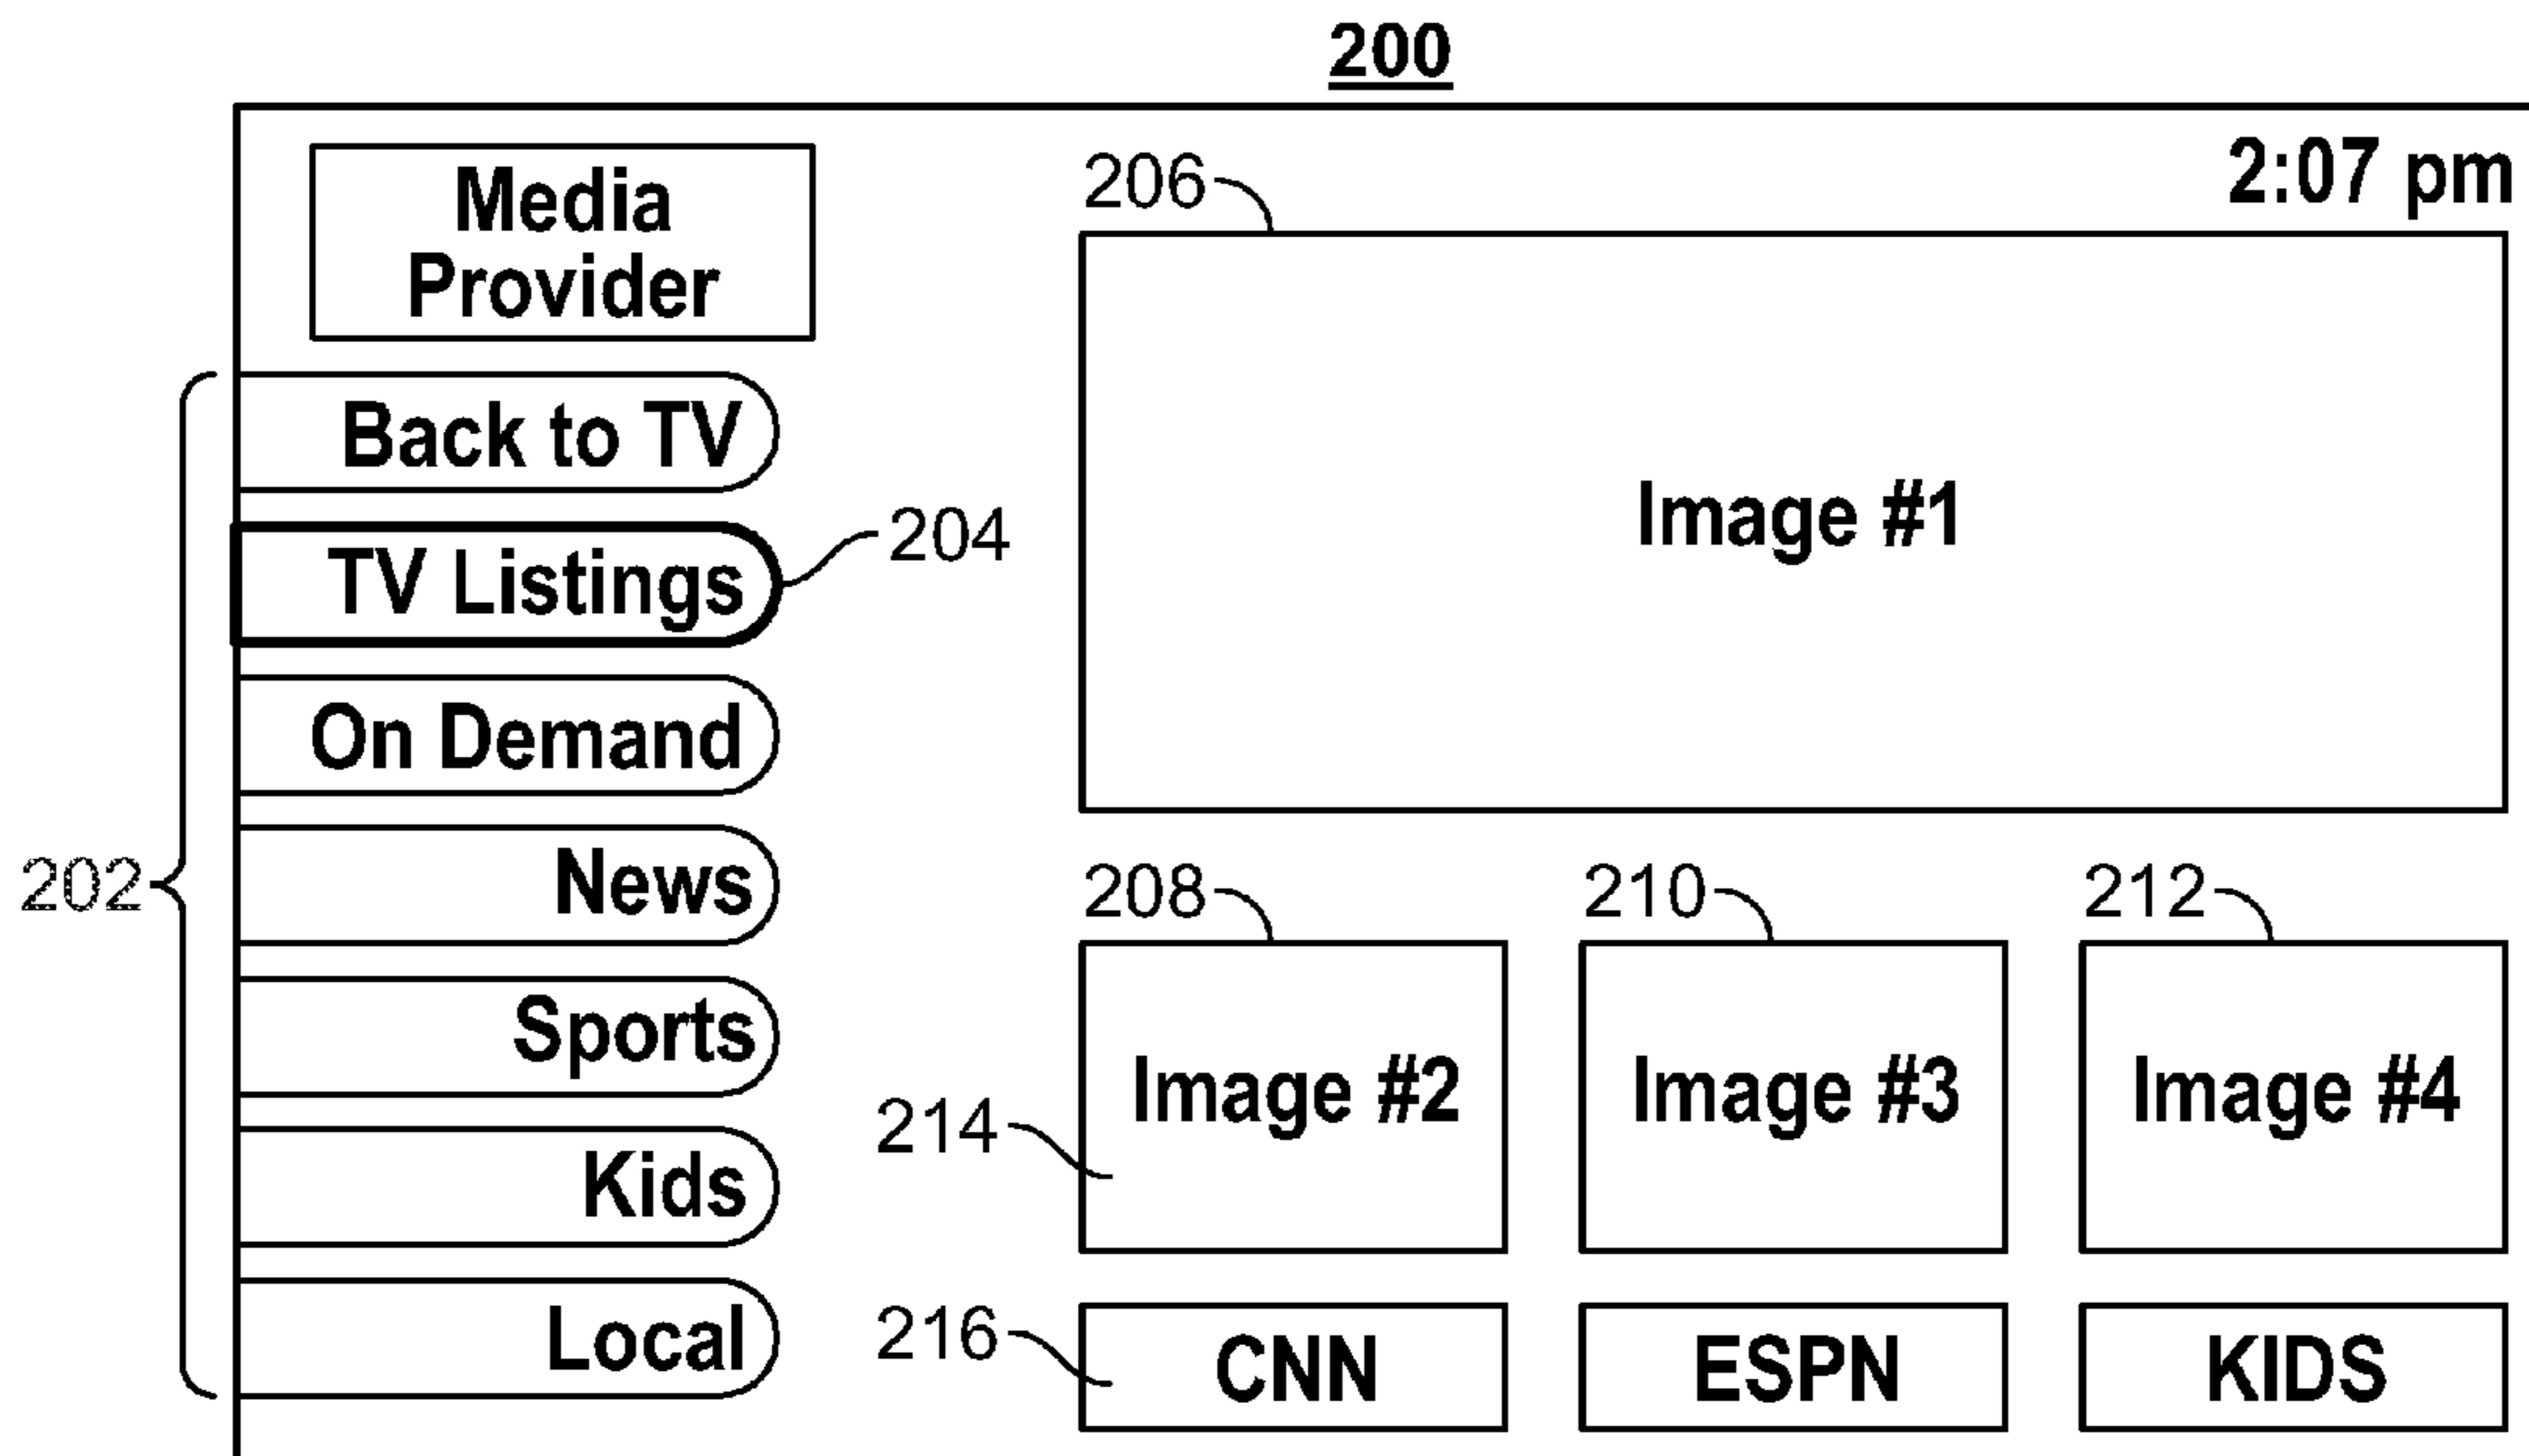 200
2:07 pm
Media
Provider
206
Back to TV
Image #1
TV Listings
204
On Demand
202
News
208
210
212
Sports
Image #2
Image #3
Image #4
214
Kids
216
Local
CNN
ESPN
KIDS